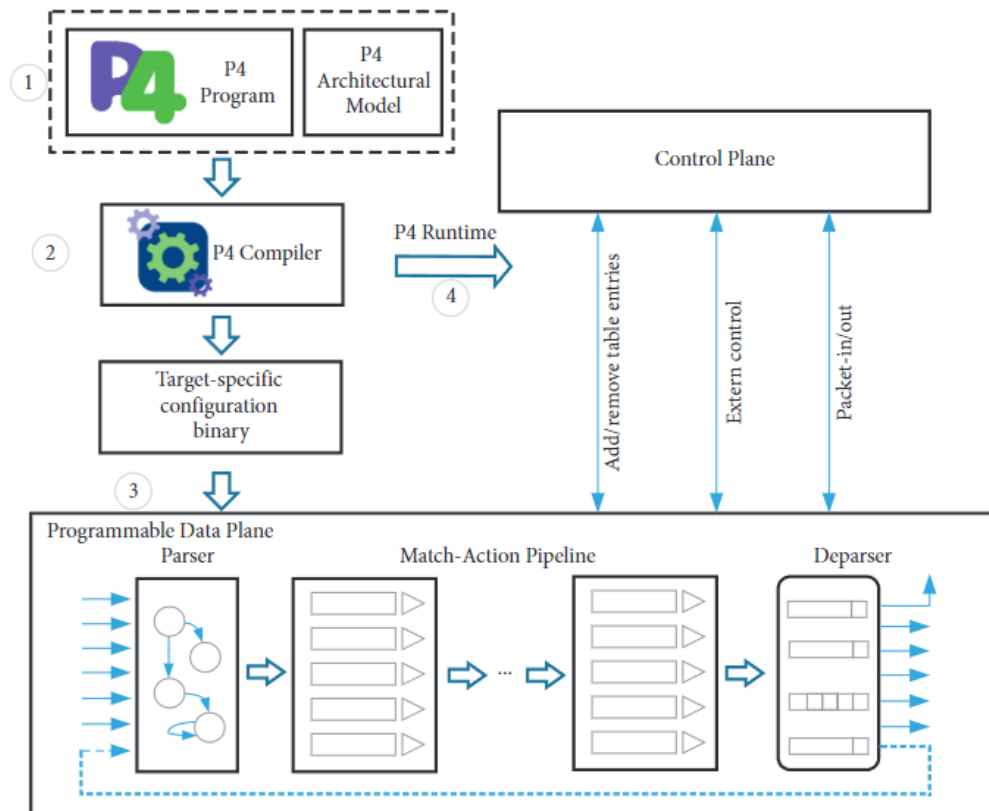 1
P4
P4
Program
P4
Architectural
Model
2
P4 Compiler
P4 Runtime
4
Control Plane
Add/remove table entries
Extern control
Packet-in/out
Target-specific
configuration
binary
3
Programmable Data Plane
Parser
Match-Action Pipeline
Deparser
...